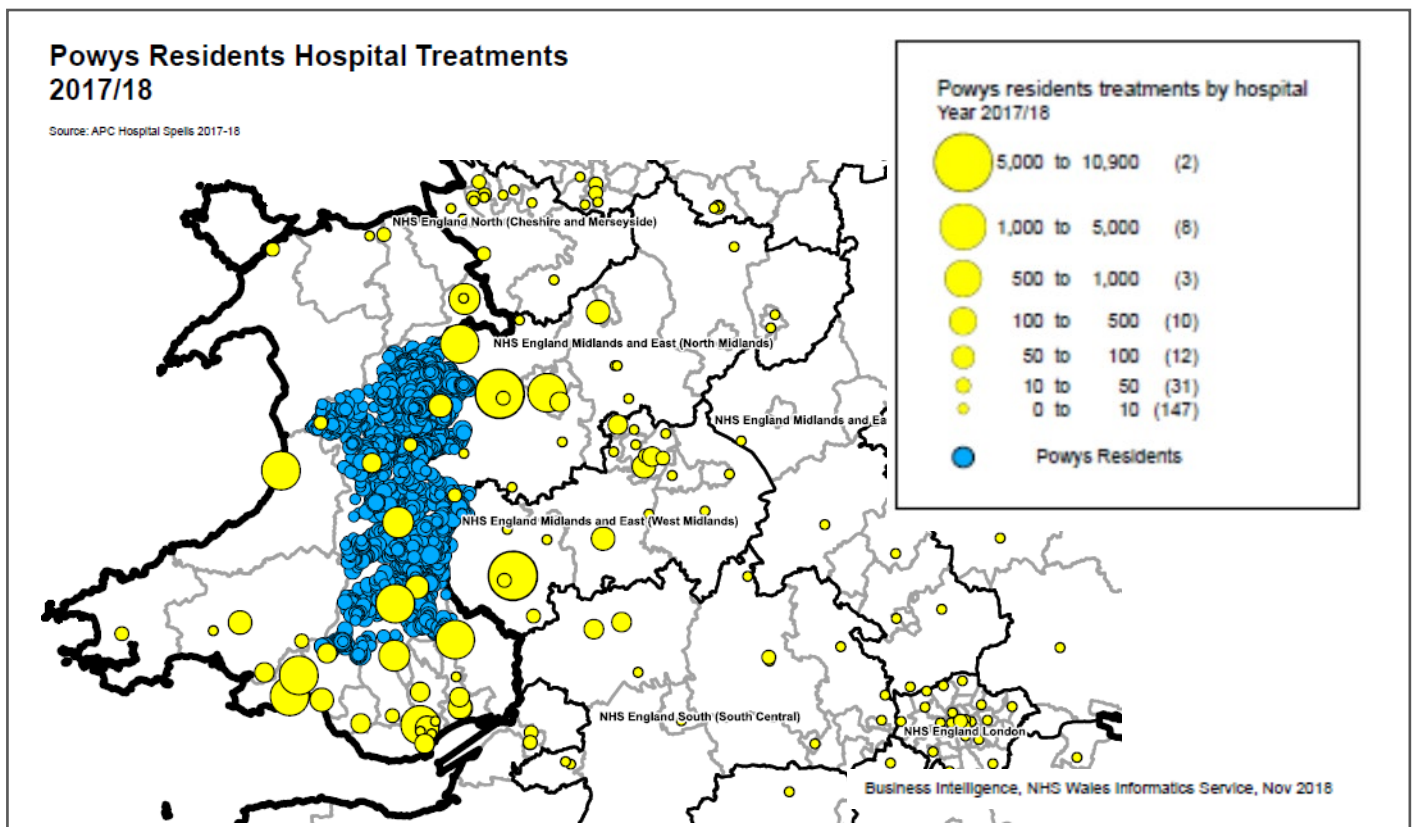 Powys Residents Hospital Treatments
2017/18
Source: APC Hospital Spells 2017-18
Powys residents treatments by hospital
Year 2017/18
5,000 to 10,900 (2)
1,000 to 5,000 (8)
500 to 1,000 (3)
100 to 500 (10)
50 to 100 (12)
10 to 50 (31)
0 to 10 (147)
Powys Residents
NHS England North (Cheshire and Merseyside)
NHS England Midlands and East (North Midlands)
NHS England Midlands and Ea
NHS England Midlands and East (West Midlands)
NHS England South (South Central)
NHS England London
Business Intelligence, NHS Wales Informatics Service, Nov 2018